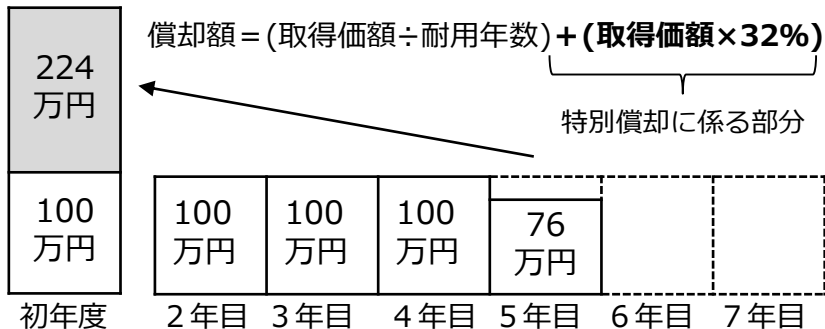 償却額＝(取得価額÷耐用年数)＋(取得価額×32%)
特別償却に係る部分
224
万円
100
万円
100
万円
100
万円
100
万円
76
万円
初年度
２年目
３年目
４年目
５年目
６年目
７年目